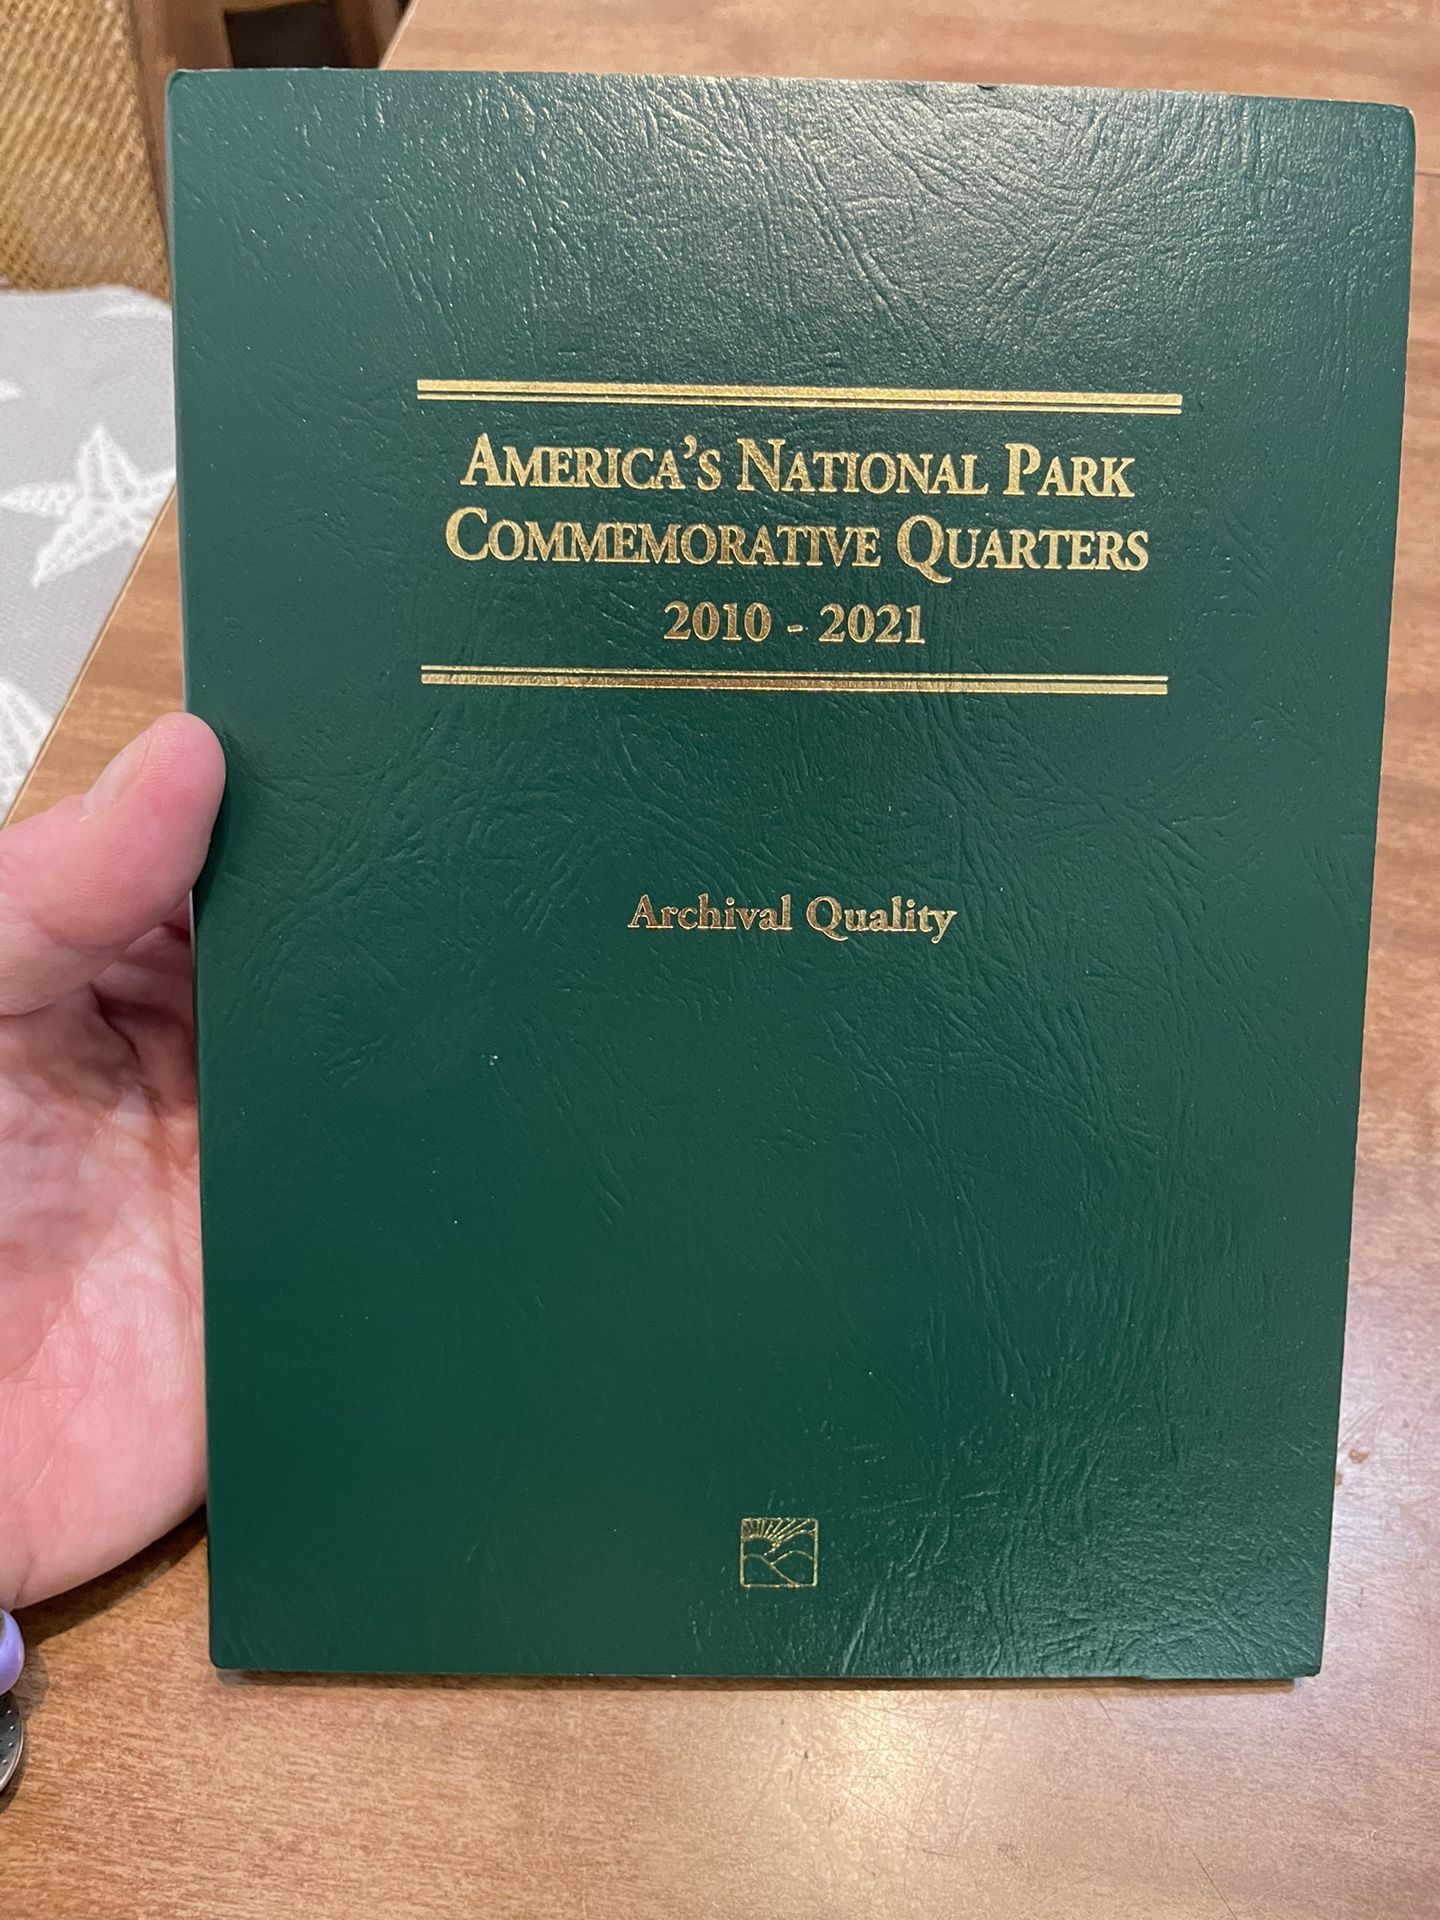 AMERICA'S NATIONAL PARK
COMMEMORATIVE QUARTERS
2010 - 2021
Archival Quality